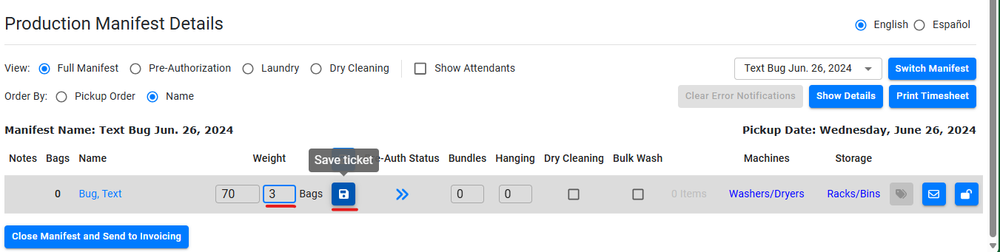 Production Manifest Details
English Español
View: Full Manifest Pre-Authorization Laundry Dry Cleaning Show Attendants Text Bug Jun. 26, 2024 Switch Manifest
Order By: Pickup Order Name Clear Error Notifications Show Details Print Timesheet
Manifest Name: Text Bug Jun. 26, 2024 Pickup Date: Wednesday, June 26, 2024
Notes Bags Name Weight Save ticket e-Auth Status Bundles Hanging Dry Cleaning Bulk Wash Machines Storage
0 Bug, Text 70 3 Bags 0 0 0 Items Washers/Dryers Racks/Bins
Close Manifest and Send to Invoicing